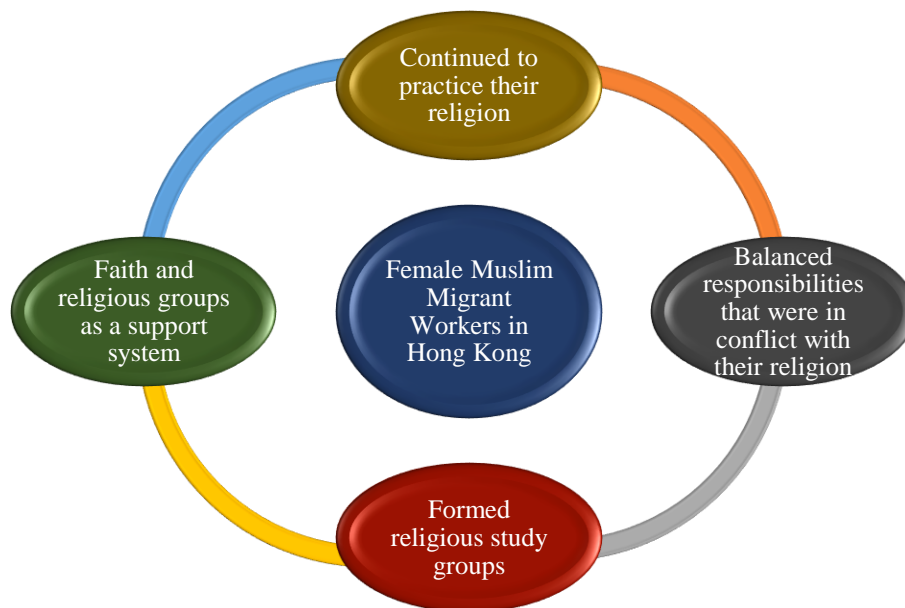 Continued to
practice their
religion
Faith and
religious groups
as a support
system
Female Muslim
Migrant
Workers in
Hong Kong
Balanced
responsibilities
that were in
conflict with
their religion
Formed
religious study
groups